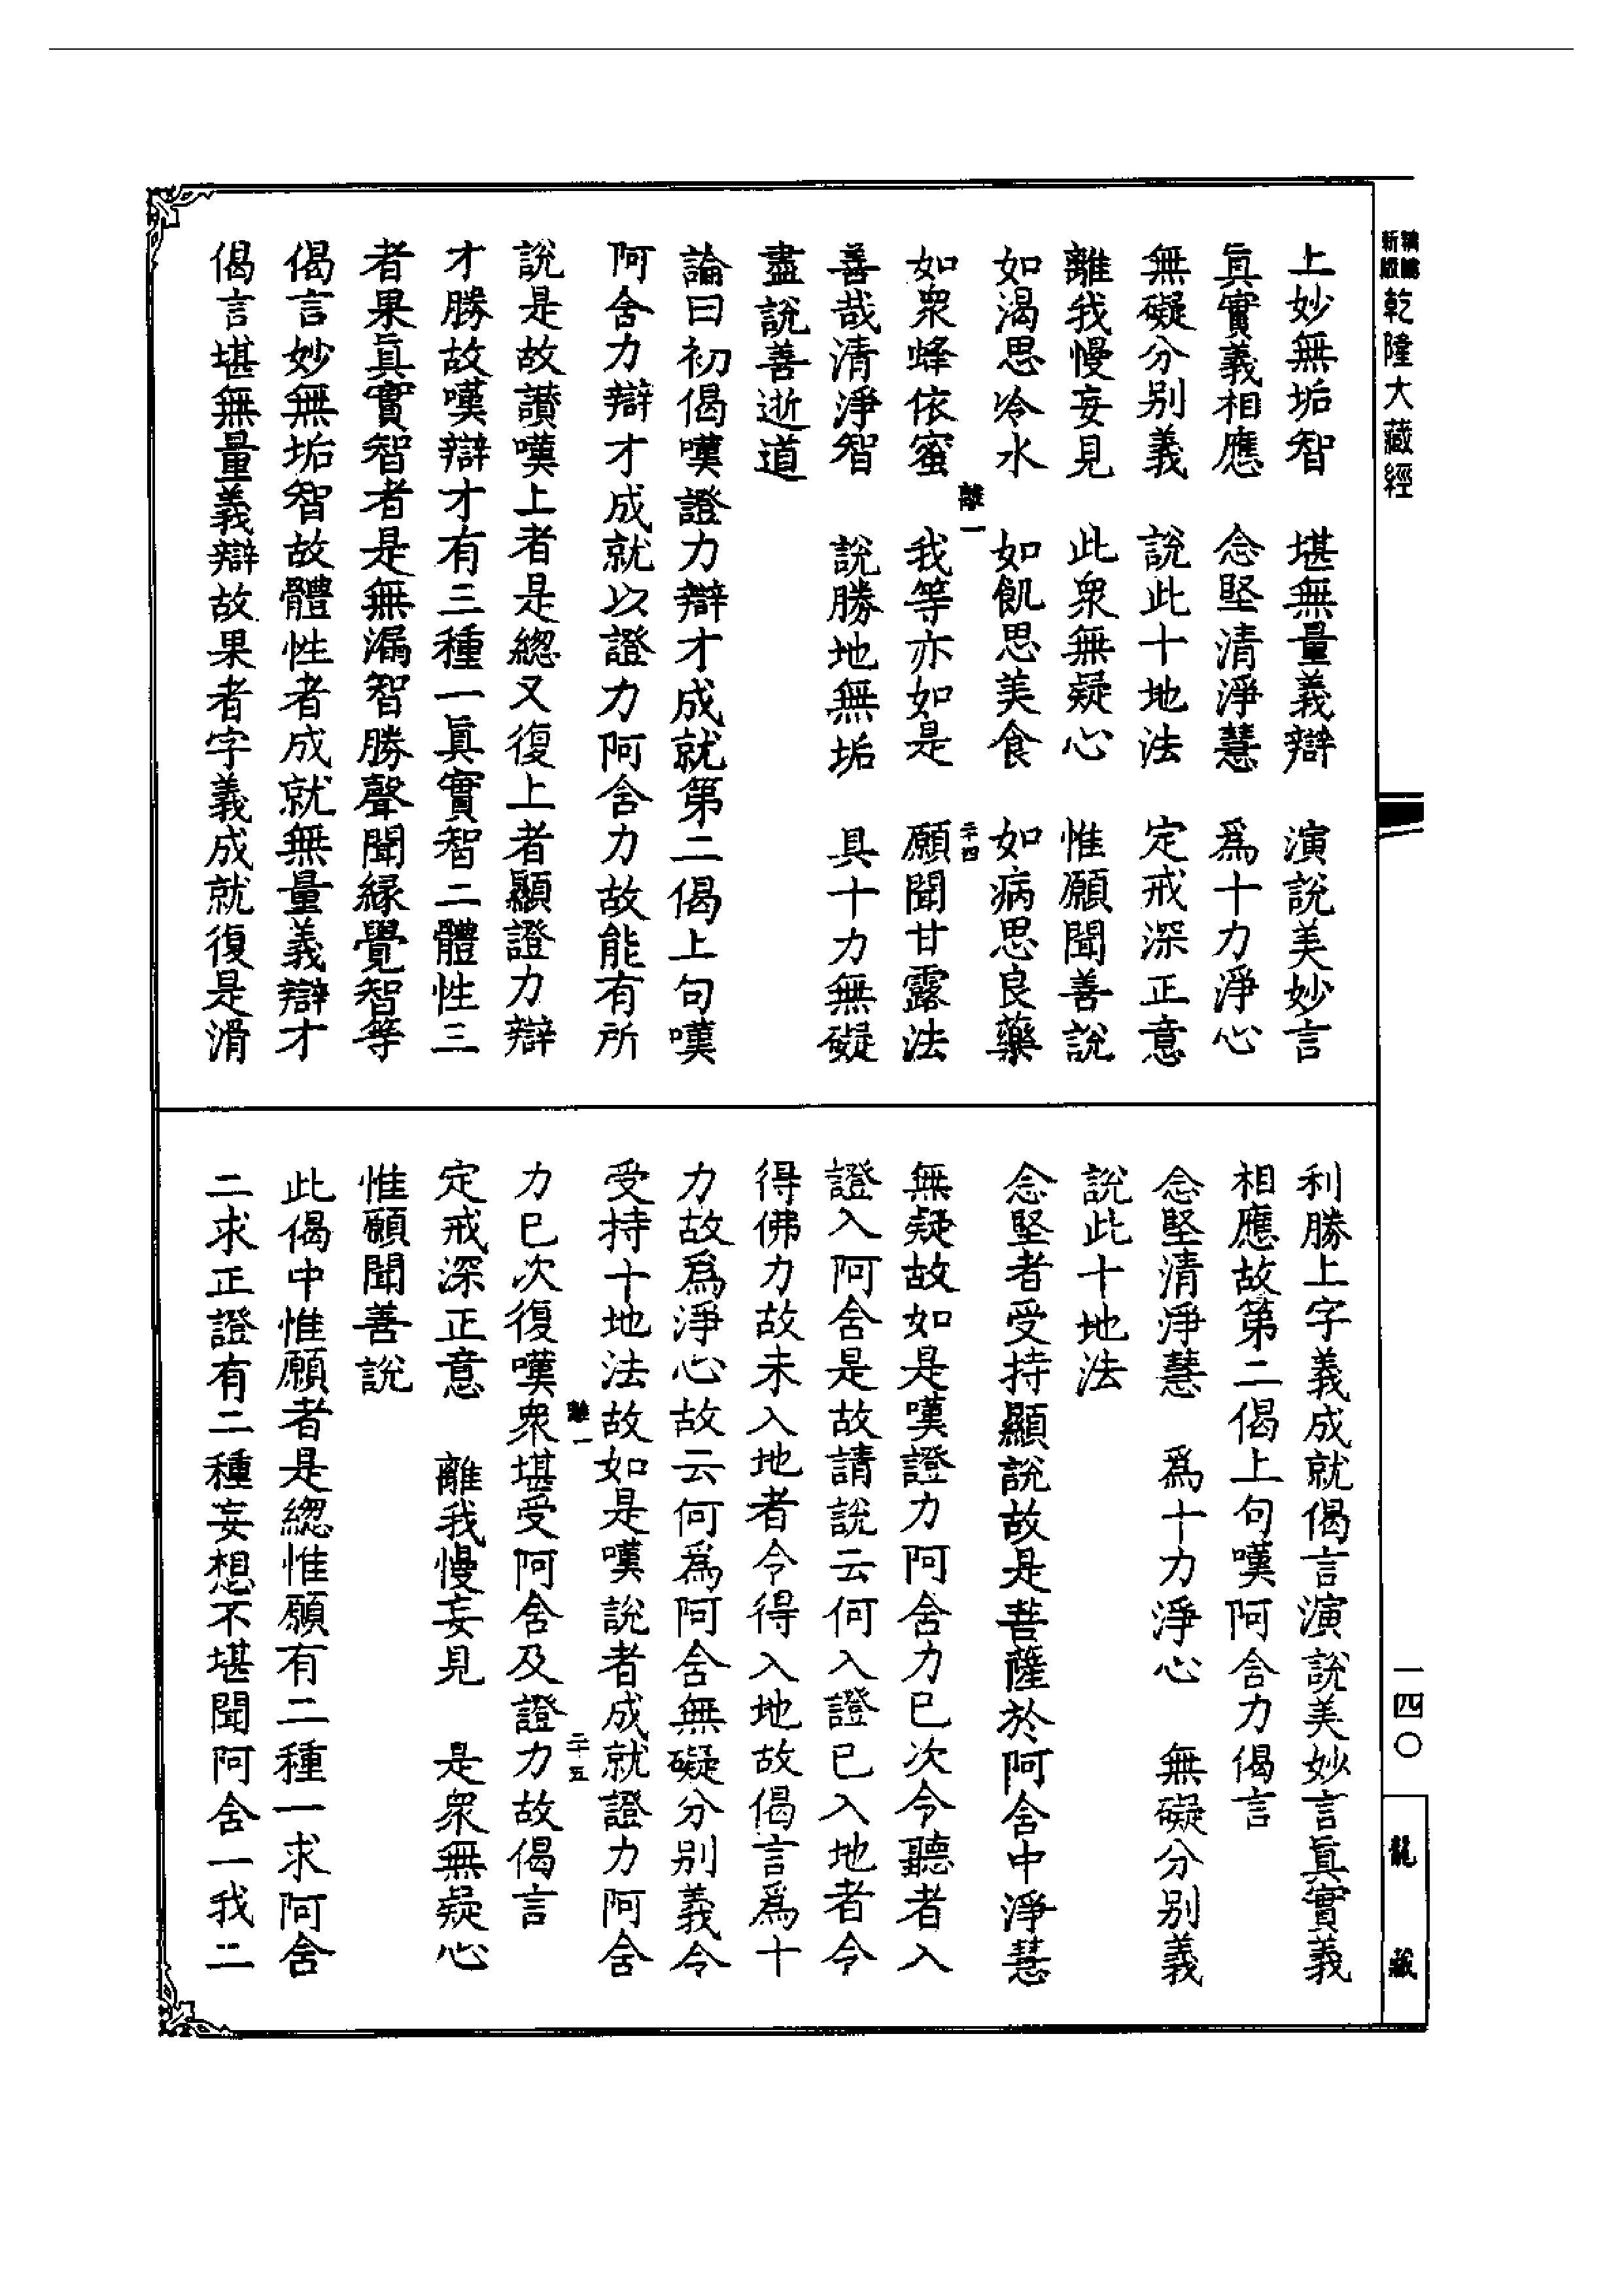 新編縮版乾隆大藏經
上妙無垢智　堪無量義辯　演說美妙言
眞實義相應　念堅清淨慧　爲十力淨心
無礙分别義　說此十地法　定戒深正意
離我慢妄見　此衆無疑心　惟願聞善說
如渴思冷水　如飢思美食　如病思良藥
離一　二十四
如衆蜂依蜜　我等亦如是　願聞甘露法
善哉清淨智　說勝地無垢　具十力無礙
盡說善逝道
論曰初偈嘆證力辯才成就第二偈上句嘆
阿含力辯才成就以證力阿含力故能有所
說是故讃嘆上者是緫又復上者顯證力辯
才勝故嘆辯才有三種一眞實智二體性三
者果眞實智者是無漏智勝聲聞緣覺智等
偈言妙無垢智故體性者成就無量義辯才
偈言堪無量義辯故果者字義成就復是滑
利勝上字義成就偈言演說美妙言眞實義
相應故第二偈上句嘆阿含力偈言
念堅清淨慧　爲十力淨心　無礙分别義
說此十地法
念堅者受持顯說故是菩薩於阿含中淨慧
無疑故如是嘆證力阿含力已次令聽者入
證入阿含是故請說云何入證已入地者令
得佛力故未入地者令得入地故偈言爲十
力故爲淨心故云何爲阿含無礙分别義令
受持十地法故如是嘆說者成就證力阿含
離一　二十五
力已次復嘆衆堪受阿含及證力故偈言
定戒深正意　離我慢妄見　是衆無疑心
惟願聞善說
此偈中惟願者是緫惟願有二種一求阿含
二求正證有二種妄想不堪聞阿含一我二
一四〇
龍藏